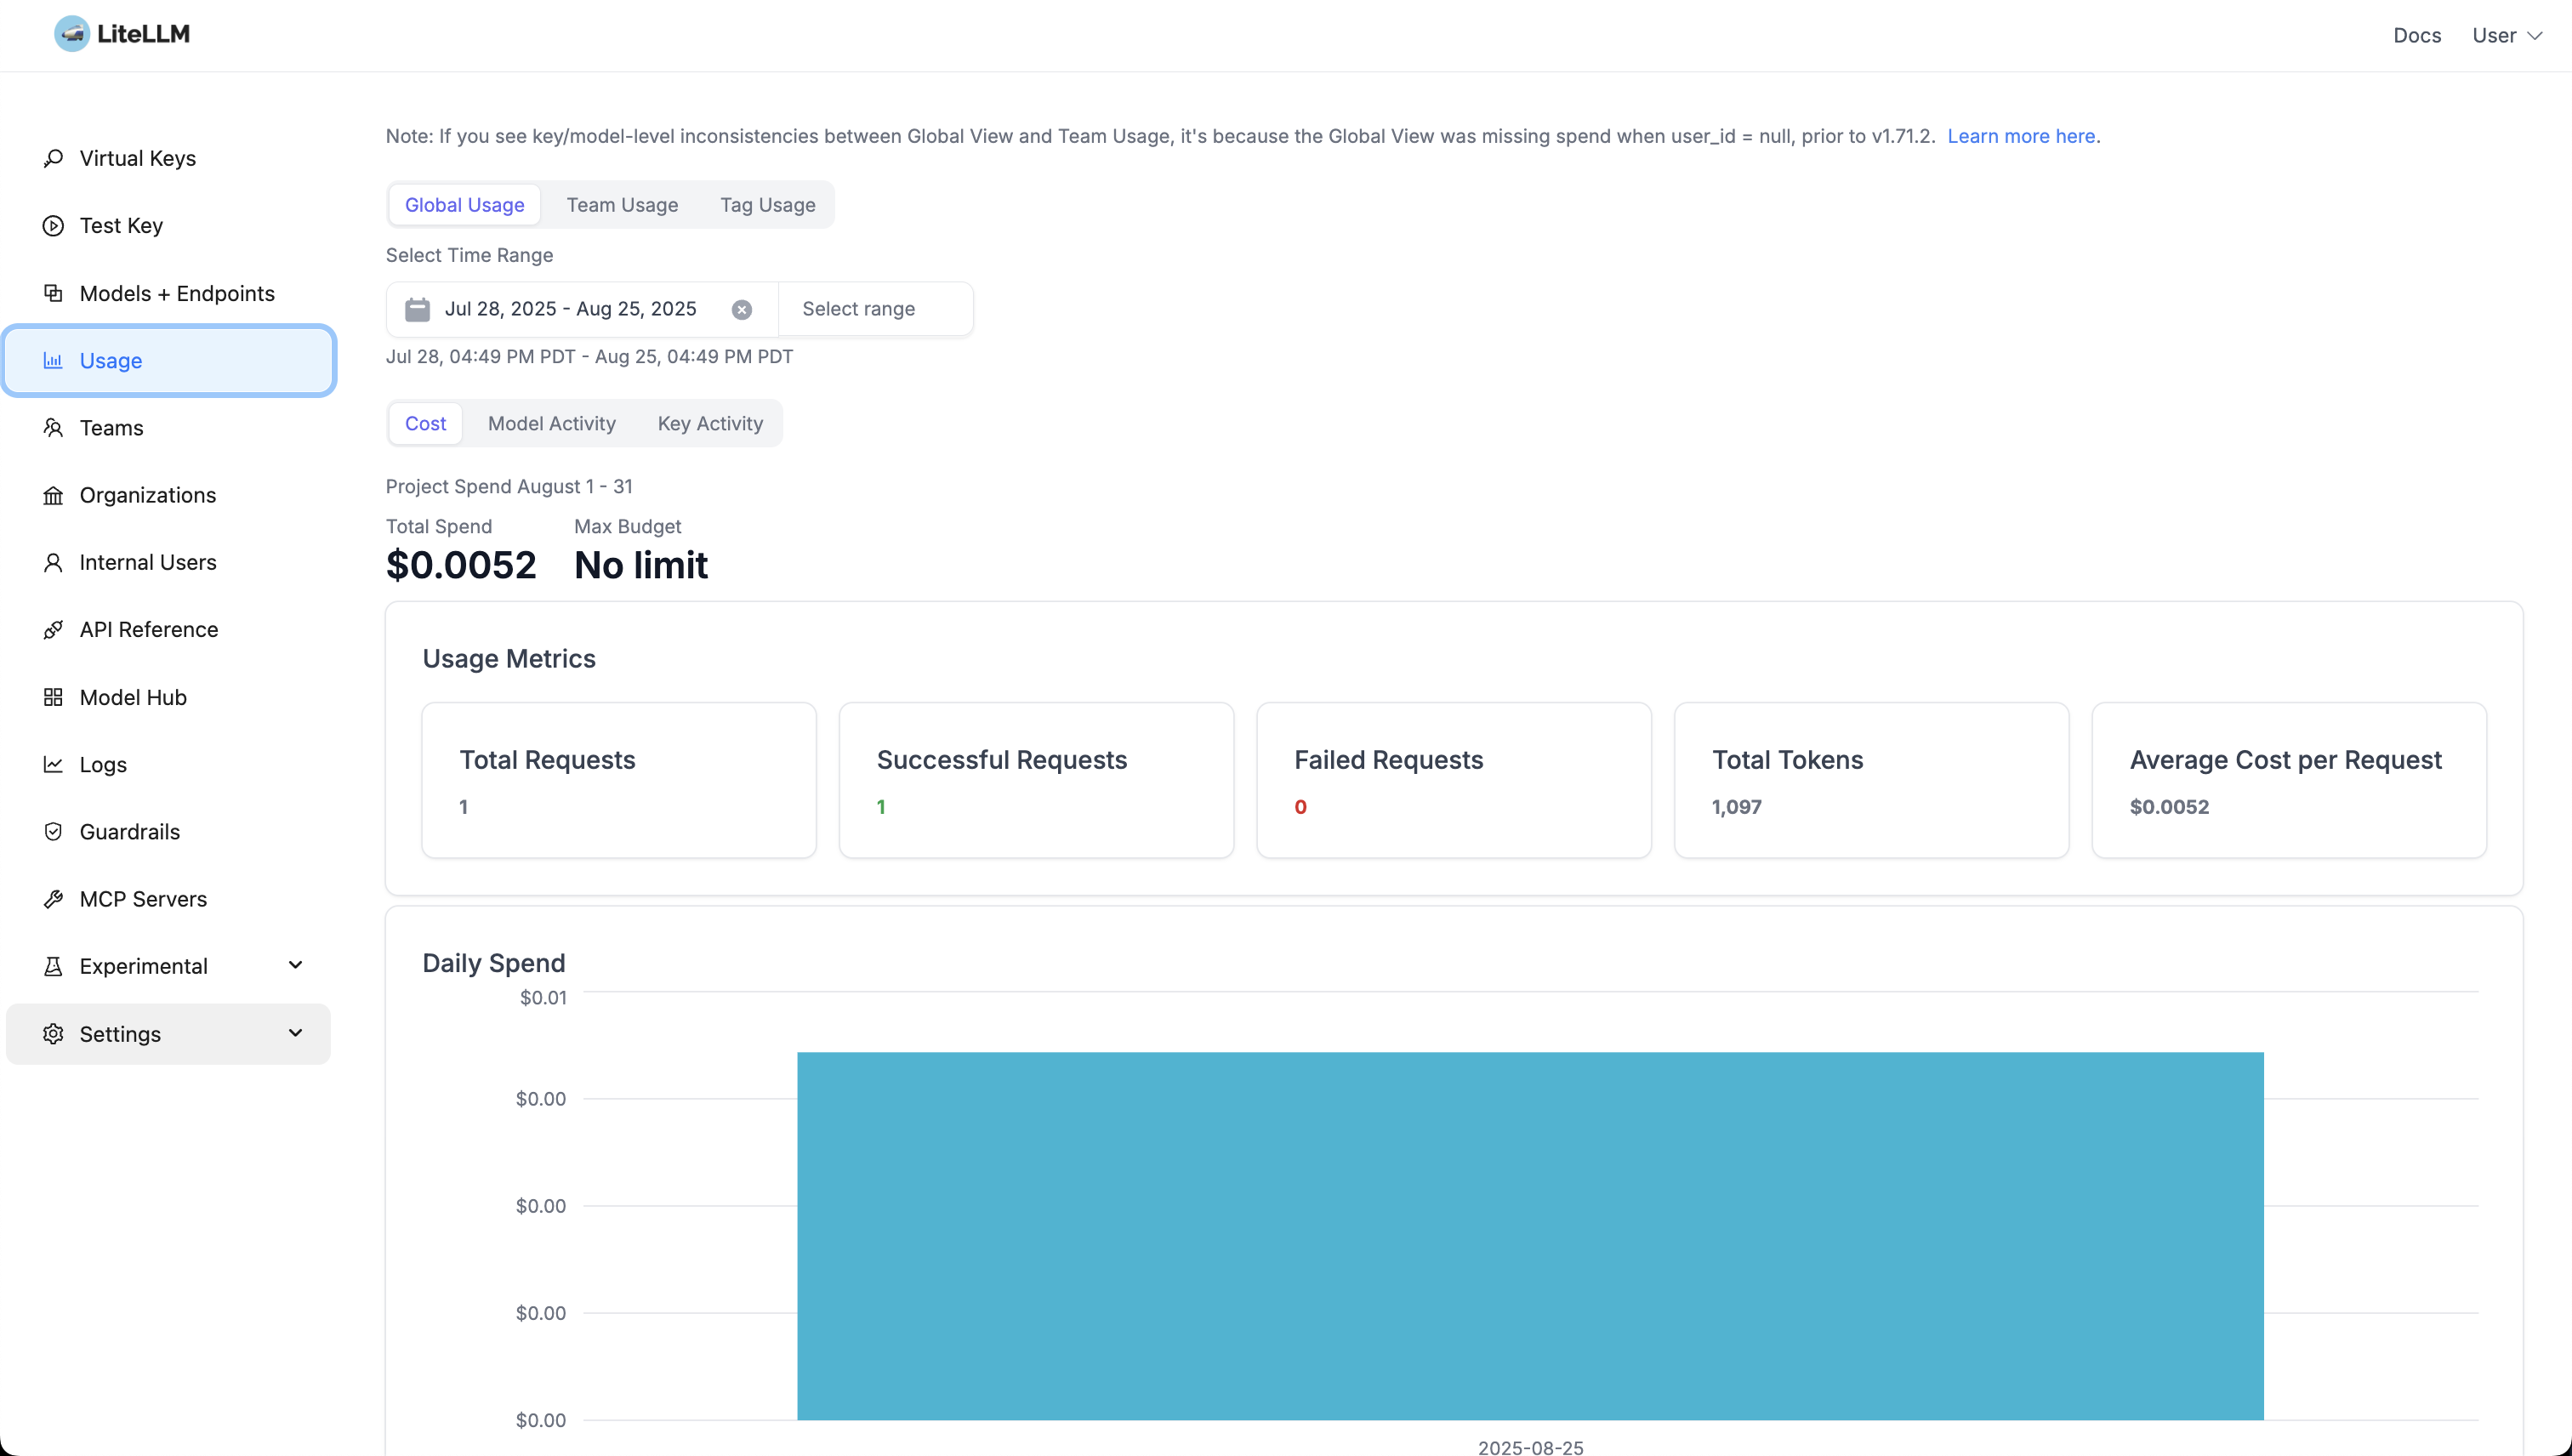 LiteLLM
Docs User
Virtual Keys
Test Key
Models + Endpoints
Usage
Teams
Organizations
Internal Users
API Reference
Model Hub
Logs
Guardrails
MCP Servers
Experimental
Settings
Note: If you see key/model-level inconsistencies between Global View and Team Usage, it's because the Global View was missing spend when user_id = null, prior to v1.71.2. Learn more here.
Global Usage Team Usage Tag Usage
Select Time Range
Jul 28, 2025 - Aug 25, 2025 Select range
Jul 28, 04:49 PM PDT - Aug 25, 04:49 PM PDT
Cost Model Activity Key Activity
Project Spend August 1 - 31
Total Spend Max Budget
$0.0052 No limit
Usage Metrics
Total Requests
1
Successful Requests
1
Failed Requests
0
Total Tokens
1,097
Average Cost per Request
$0.0052
Daily Spend
$0.01
$0.00
$0.00
$0.00
$0.00
2025-08-25